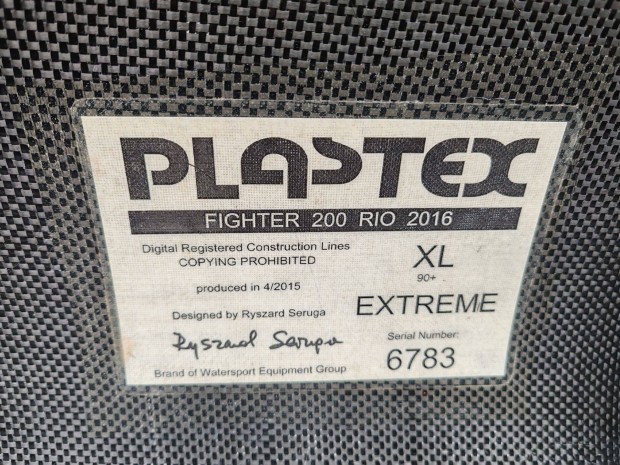 PLASTEX
FIGHTER 200 RIO 2016
Digital Registered Construction Lines
COPYING PROHIBITED
produced in 4/2015
Designed by Ryszard Seruga
Ryszard Seruga
Brand of Watersport Equipment Group
XL
90+
EXTREME
Serial Number:
6783